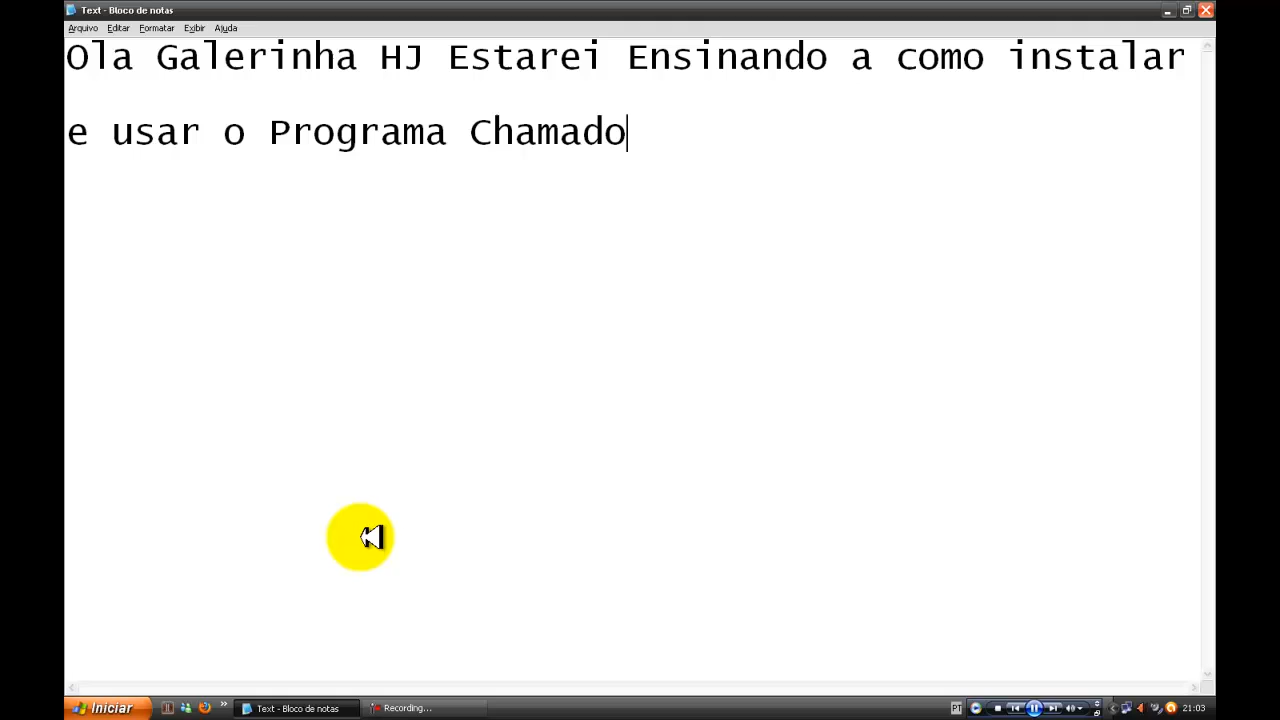 Text - Bloco de notas
Arquivo Editar Formatar Exibir Ajuda
Ola Galerinha HJ Estarei Ensinando a como instalar
e usar o Programa Chamado
Iniciar » Text - Bloco de notas Recording... PT 21:03